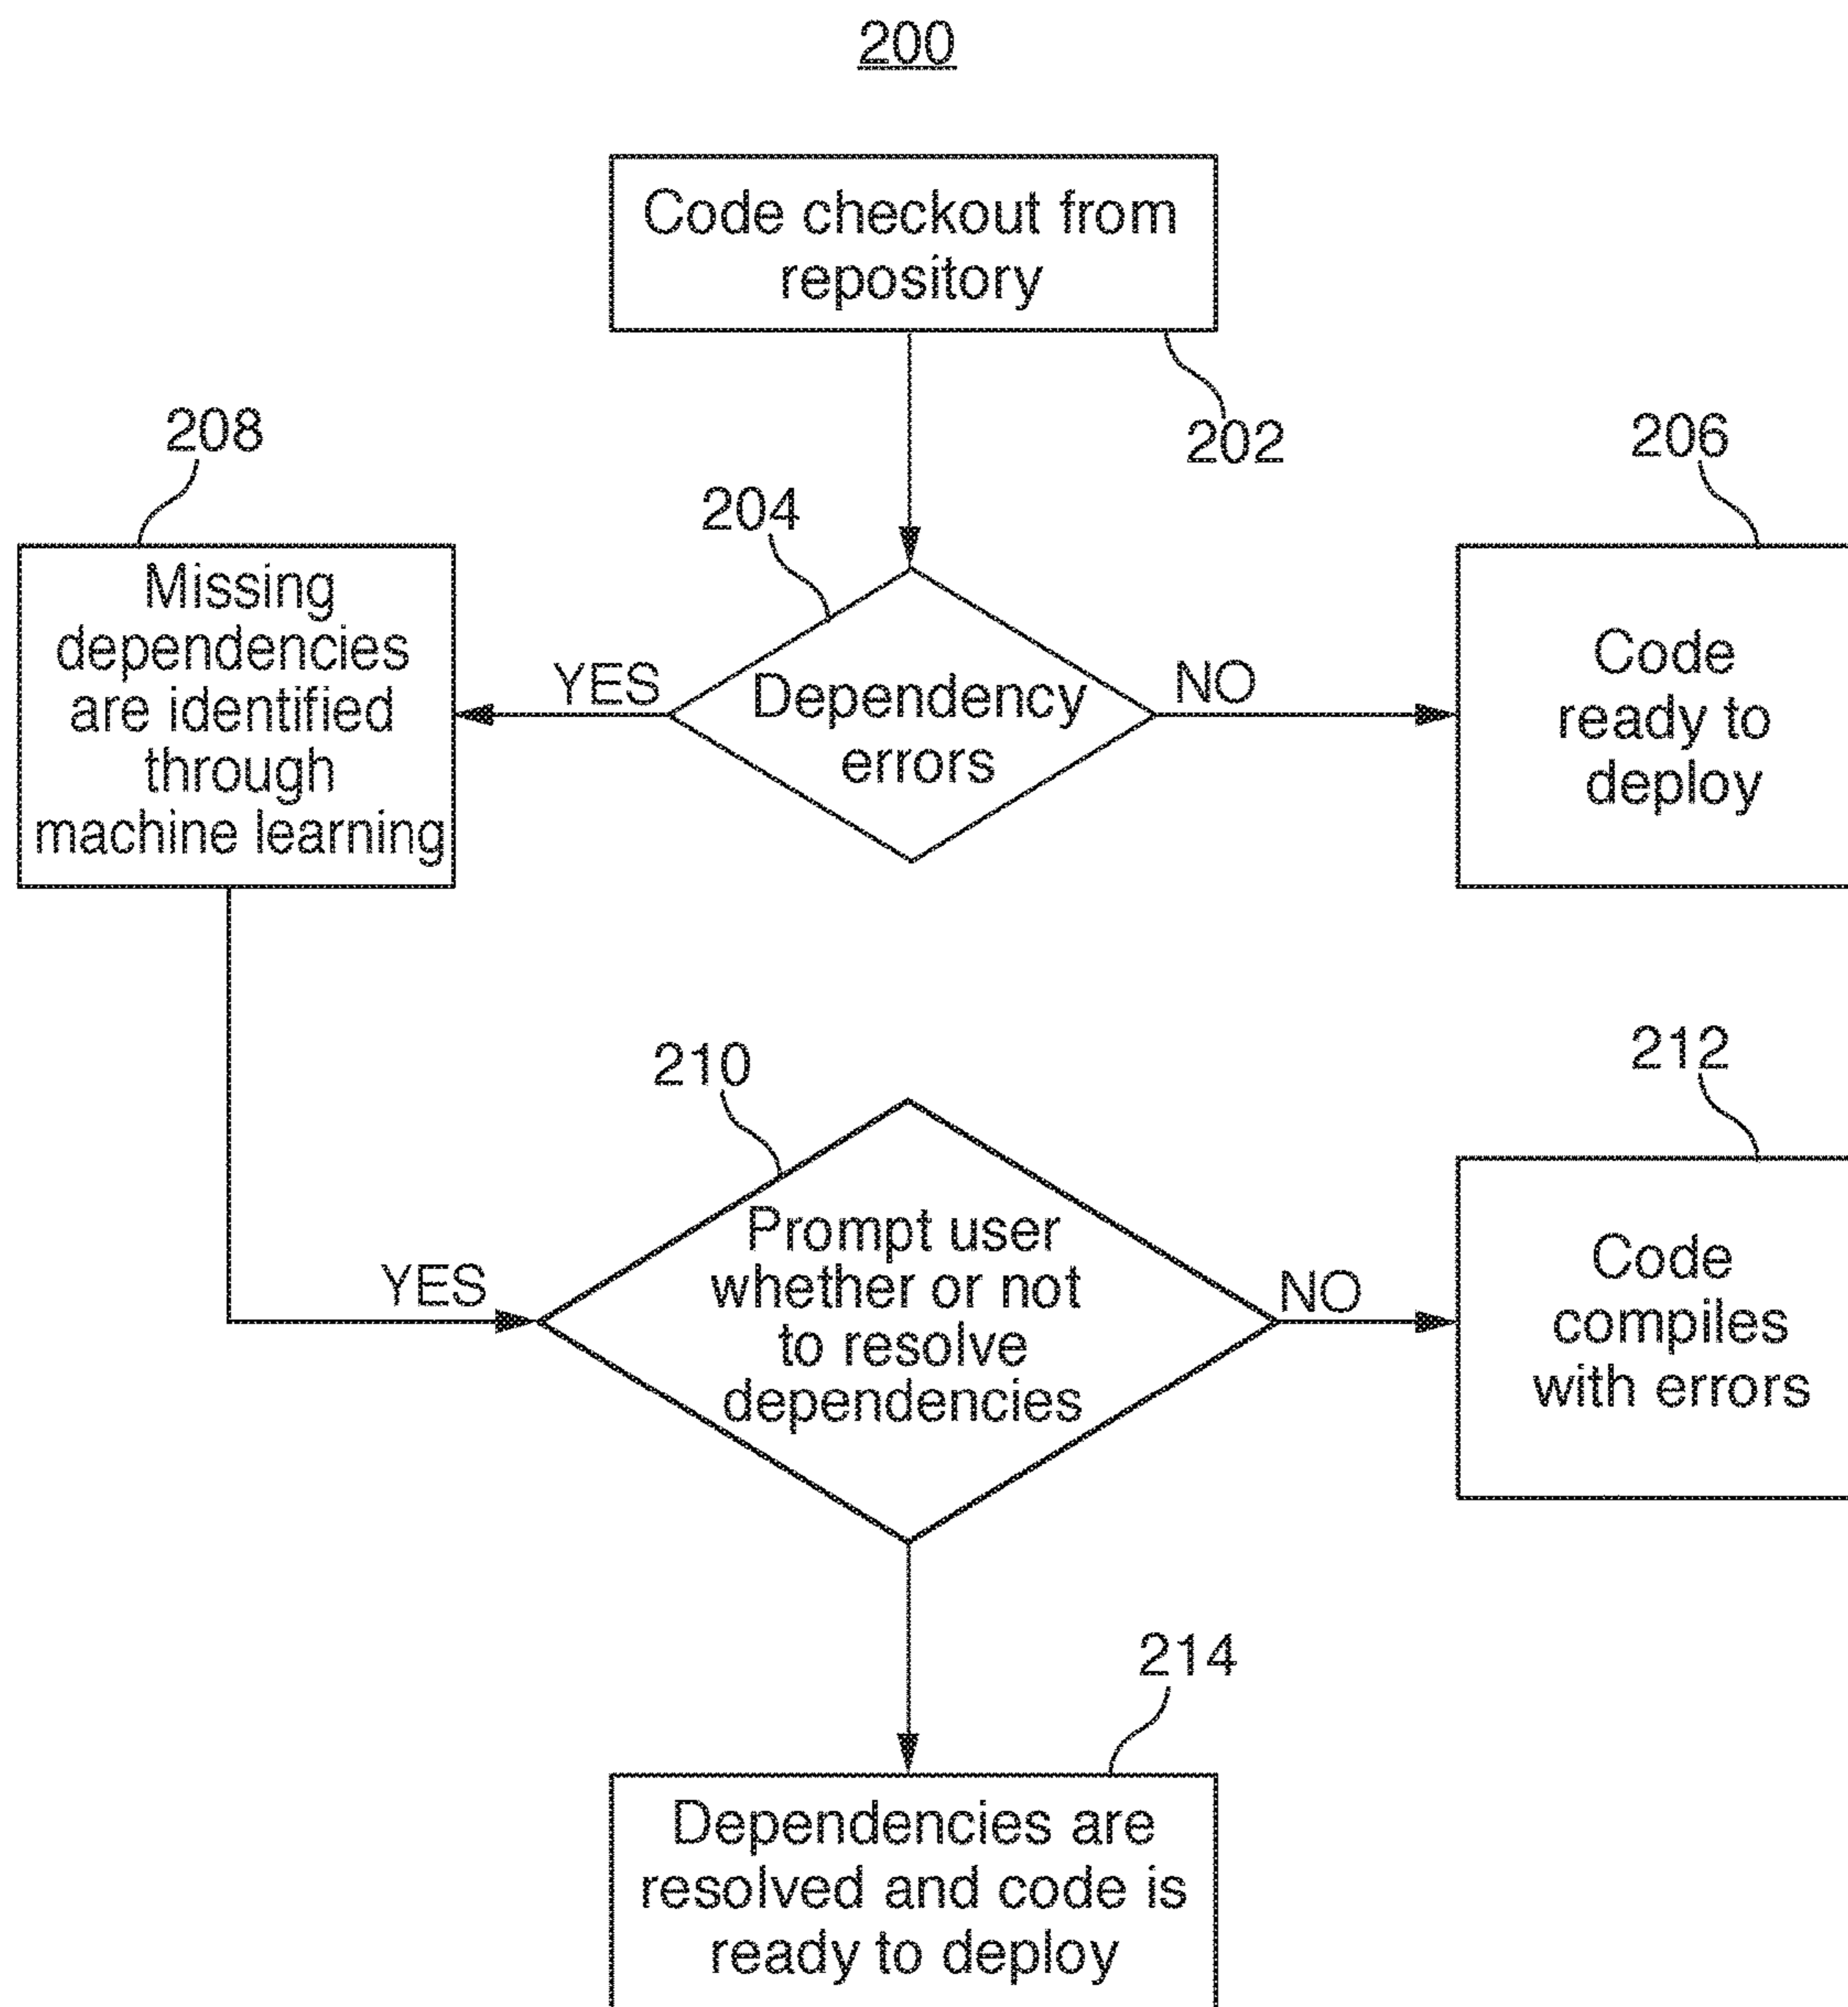 200
Code checkout from
repository
202
208
204
206
Missing
dependencies
are identified
through
machine learning
YES
Dependency
errors
NO
Code
ready to
deploy
210
212
YES
Prompt user
whether or not
to resolve
dependencies
NO
Code
compiles
with errors
214
Dependencies are
resolved and code is
ready to deploy